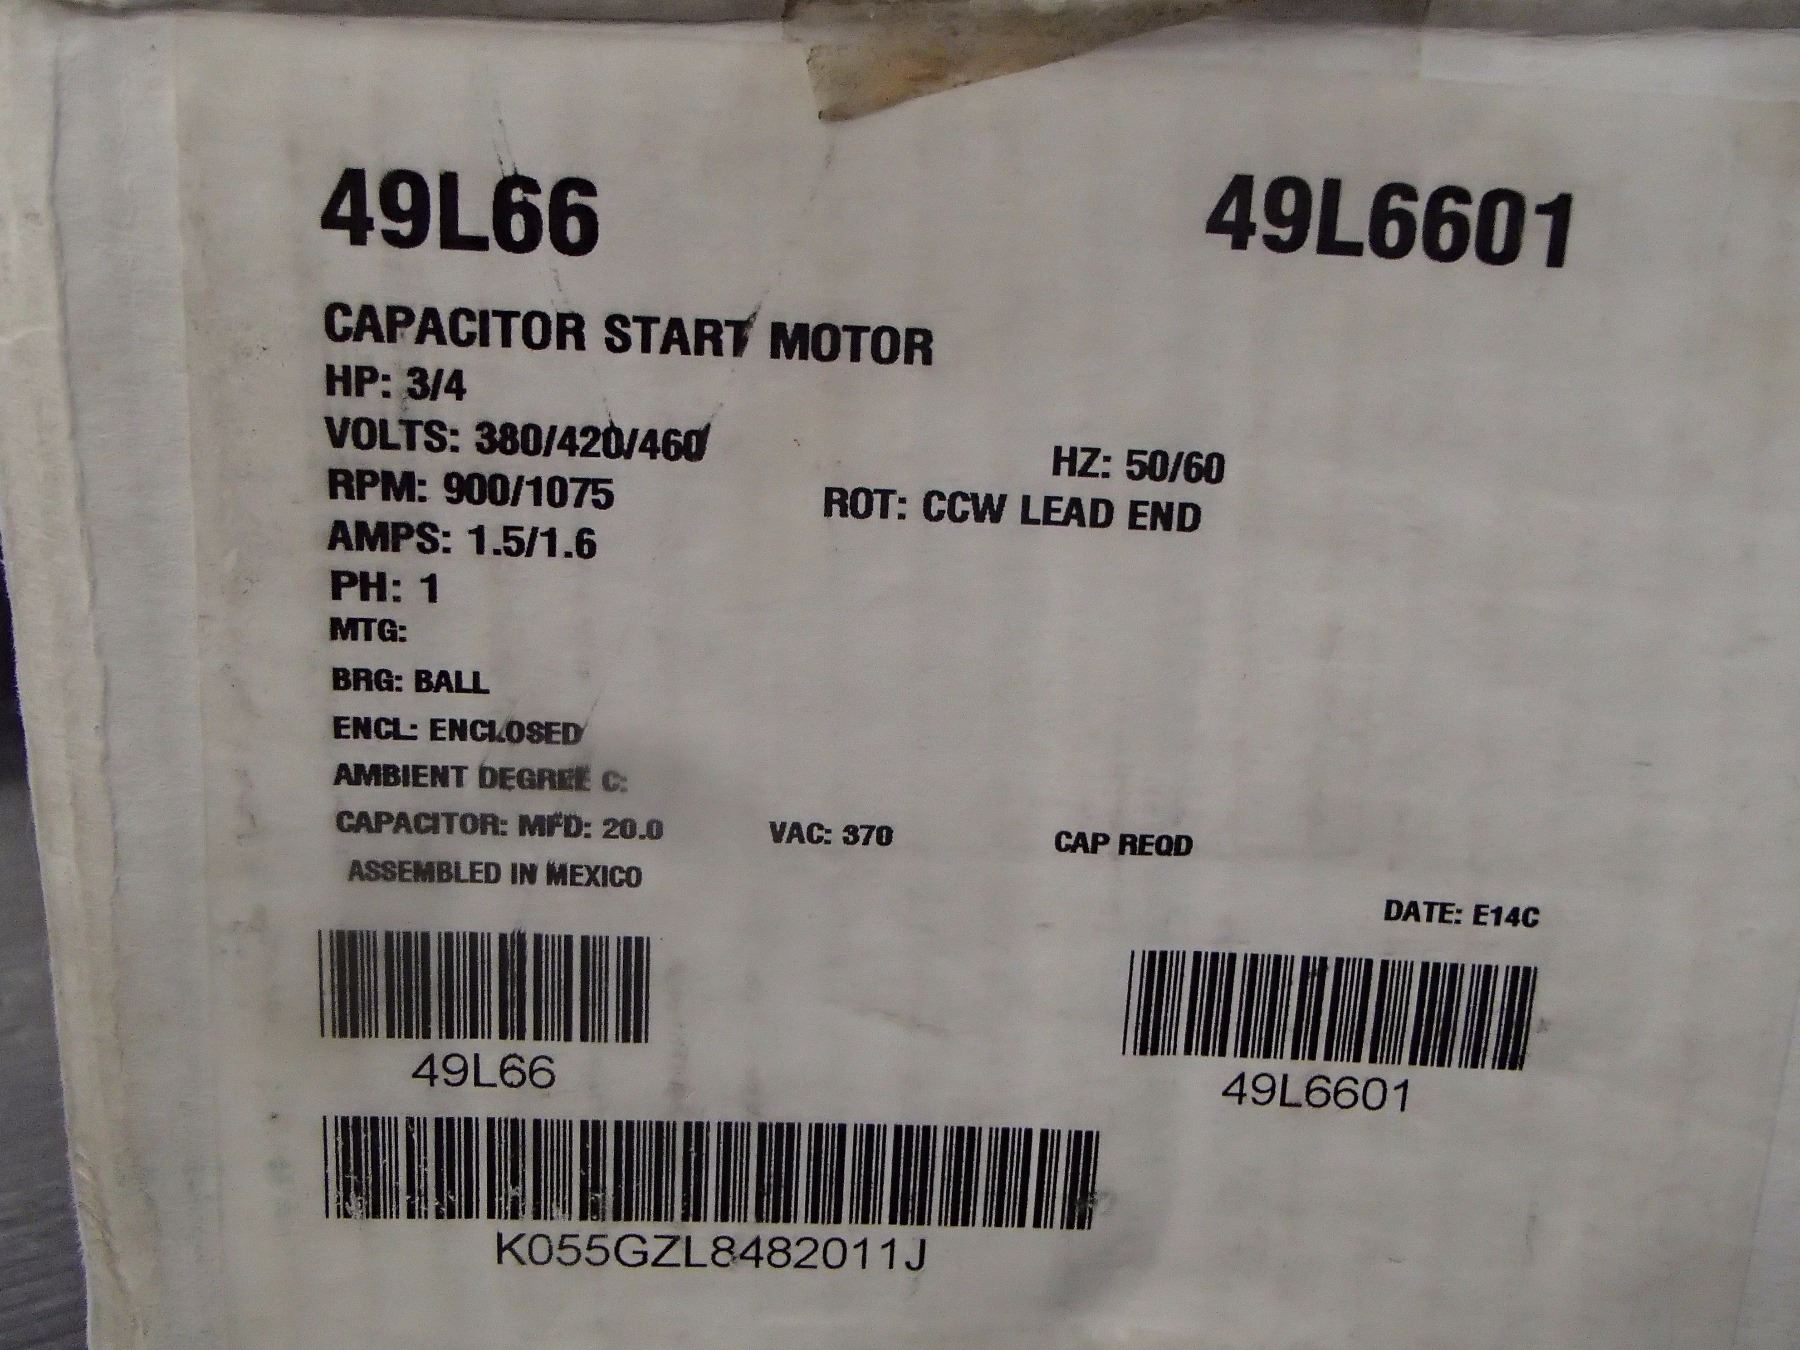 49L66 49L6601
CAPACITOR START MOTOR
HP: 3/4
VOLTS: 380/420/460 HZ: 50/60
RPM: 900/1075 ROT: CCW LEAD END
AMPS: 1.5/1.6
PH: 1
MTG:
BRG: BALL
ENCL: ENCLOSED
AMBIENT DEGREE C:
CAPACITOR: MFD: 20.0 VAC: 370 CAP REQD
ASSEMBLED IN MEXICO
DATE: E14C
49L66 49L6601
K055GZL8482011J